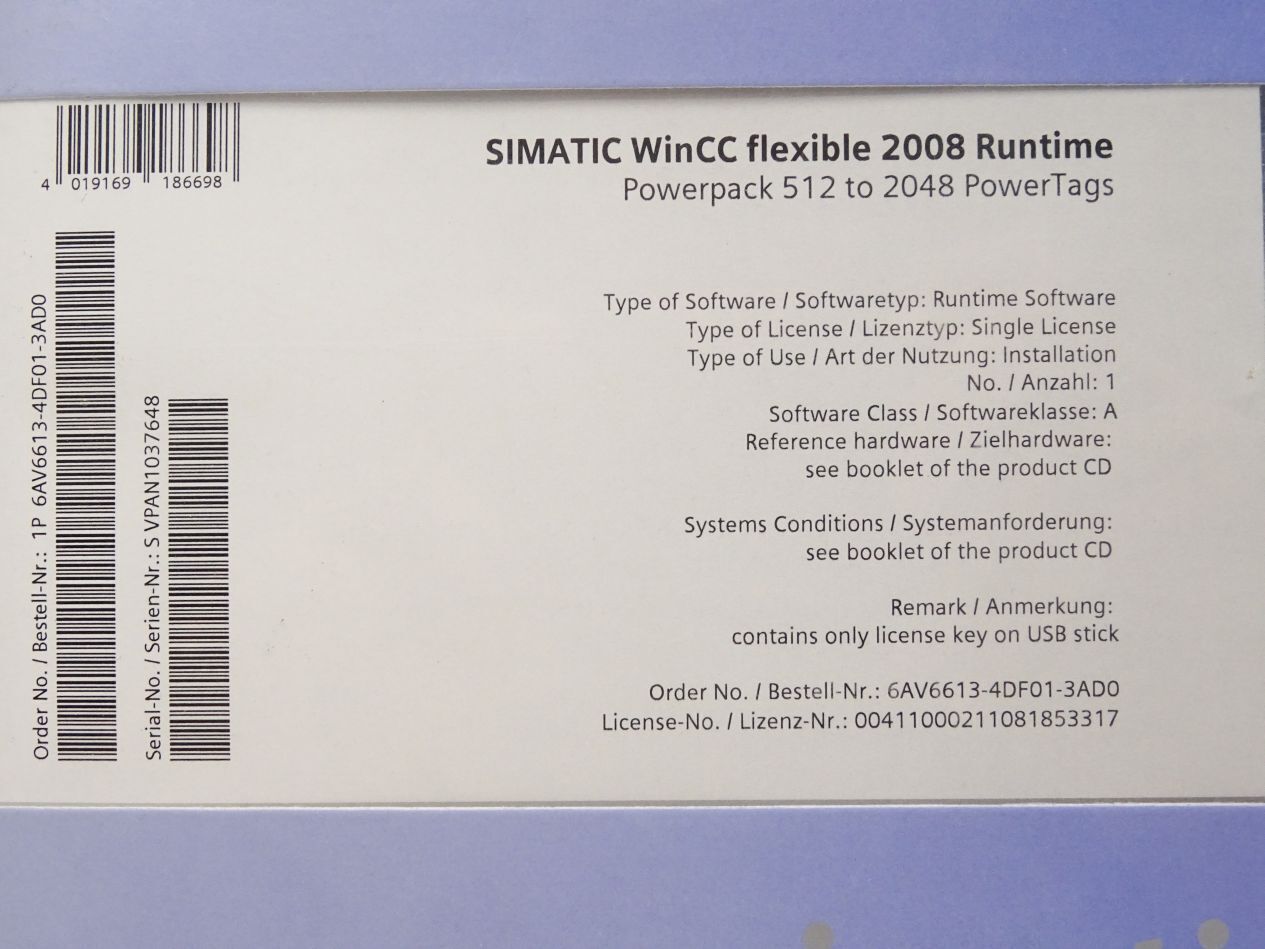 4 019169 186698
Order No. / Bestell-Nr.: 1P 6AV6613-4DF01-3AD0
Serial-No. / Serien-Nr.: S VPAN1037648
SIMATIC WinCC flexible 2008 Runtime
Powerpack 512 to 2048 PowerTags
Type of Software / Softwaretyp: Runtime Software
Type of License / Lizenztyp: Single License
Type of Use / Art der Nutzung: Installation
No. / Anzahl: 1
Software Class / Softwareklasse: A
Reference hardware / Zielhardware:
see booklet of the product CD
Systems Conditions / Systemanforderung:
see booklet of the product CD
Remark / Anmerkung:
contains only license key on USB stick
Order No. / Bestell-Nr.: 6AV6613-4DF01-3AD0
License-No. / Lizenz-Nr.: 00411000211081853317